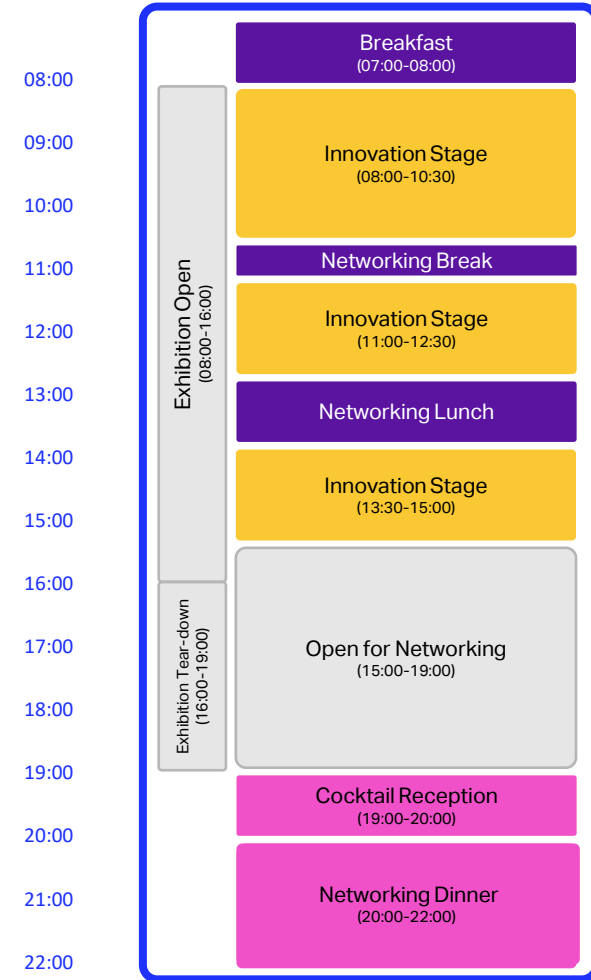 08:00
09:00
10:00
11:00
12:00
13:00
14:00
15:00
16:00
17:00
18:00
19:00
20:00
21:00
22:00
Exhibition Open
(08:00-16:00)
Exhibition Tear-down
(16:00-19:00)
Breakfast
(07:00-08:00)
Innovation Stage
(08:00-10:30)
Networking Break
Innovation Stage
(11:00-12:30)
Networking Lunch
Innovation Stage
(13:30-15:00)
Open for Networking
(15:00-19:00)
Cocktail Reception
(19:00-20:00)
Networking Dinner
(20:00-22:00)